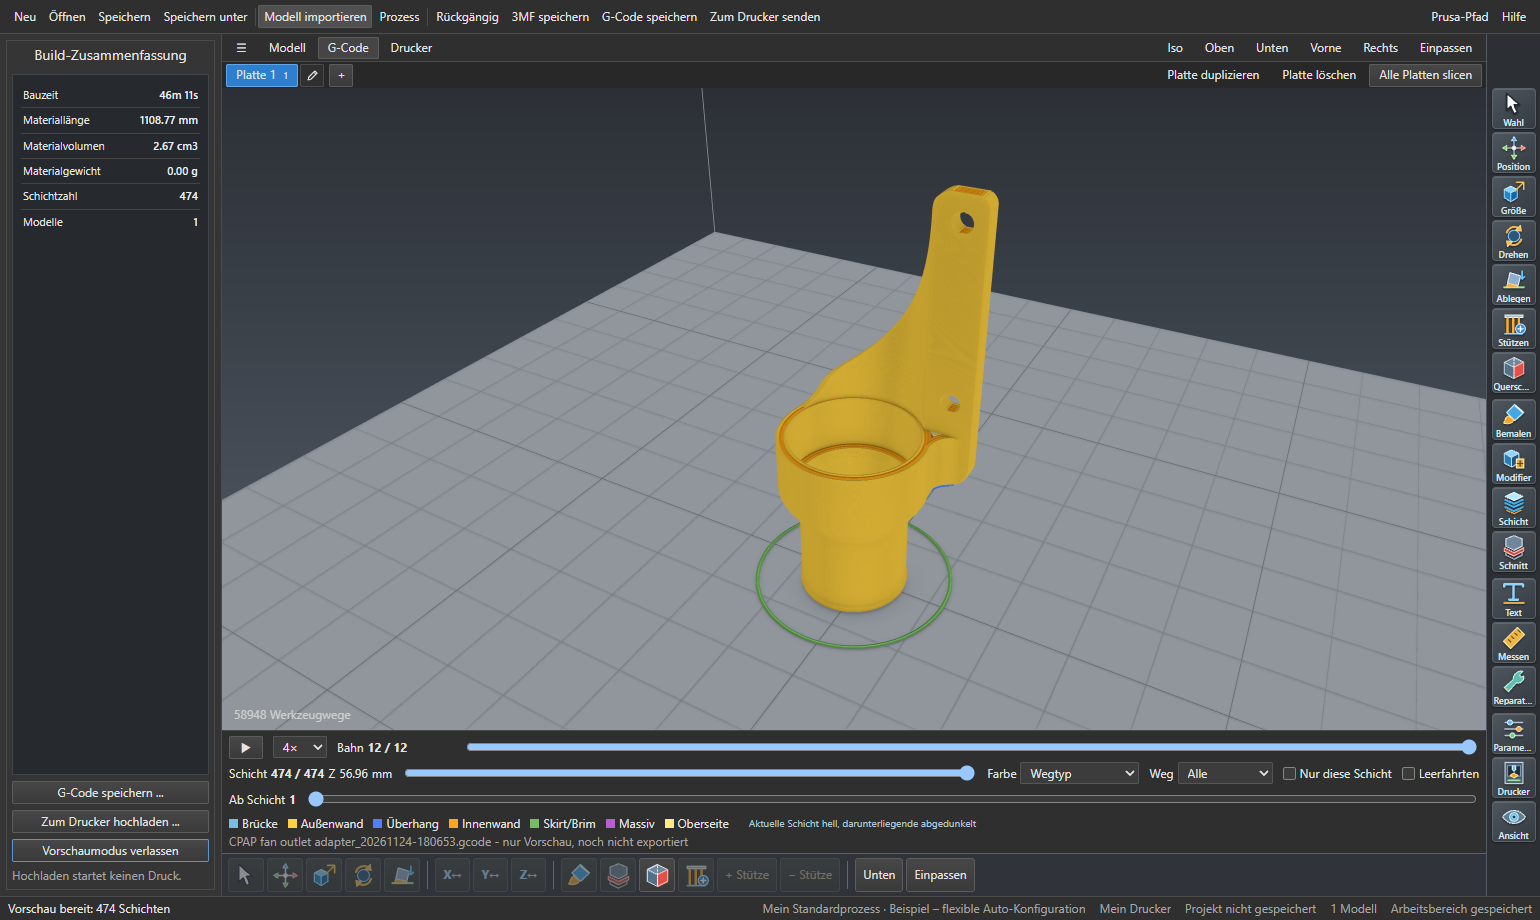 Neu Öffnen Speichern Speichern unter Modell importieren Prozess Rückgängig 3MF speichern G-Code speichern Zum Drucker senden Prusa-Pfad Hilfe
Build-Zusammenfassung
Bauzeit 46m 11s
Materiallänge 1108.77 mm
Materialvolumen 2.67 cm3
Materialgewicht 0.00 g
Schichtzahl 474
Modelle 1
G-Code speichern ...
Zum Drucker hochladen ...
Vorschaumodus verlassen
Hochladen startet keinen Druck.
☰ Modell G-Code Drucker Iso Oben Unten Vorne Rechts Einpassen
Platte 1 1 + Platte duplizieren Platte löschen Alle Platten slicen
58948 Werkzeugwege
4× Bahn 12 / 12
Schicht 474 / 474 Z 56.96 mm Farbe Wegtyp Weg Alle Nur diese Schicht Leerfahrten
Ab Schicht 1
Brücke Außenwand Überhang Innenwand Skirt/Brim Massiv Oberseite Aktuelle Schicht hell, darunterliegende abgedunkelt
CPAP fan outlet adapter_20261124-180653.gcode - nur Vorschau, noch nicht exportiert
X↔ Y↔ Z↔ + Stütze − Stütze Unten Einpassen
Wahl
Position
Größe
Drehen
Ablegen
Stützen
Quersc...
Bemalen
Modifier
Schicht
Schnitt
Text
Messen
Reparat...
Parame...
Drucker
Ansicht
Vorschau bereit: 474 Schichten Mein Standardprozess · Beispiel – flexible Auto-Konfiguration Mein Drucker Projekt nicht gespeichert 1 Modell Arbeitsbereich gespeichert